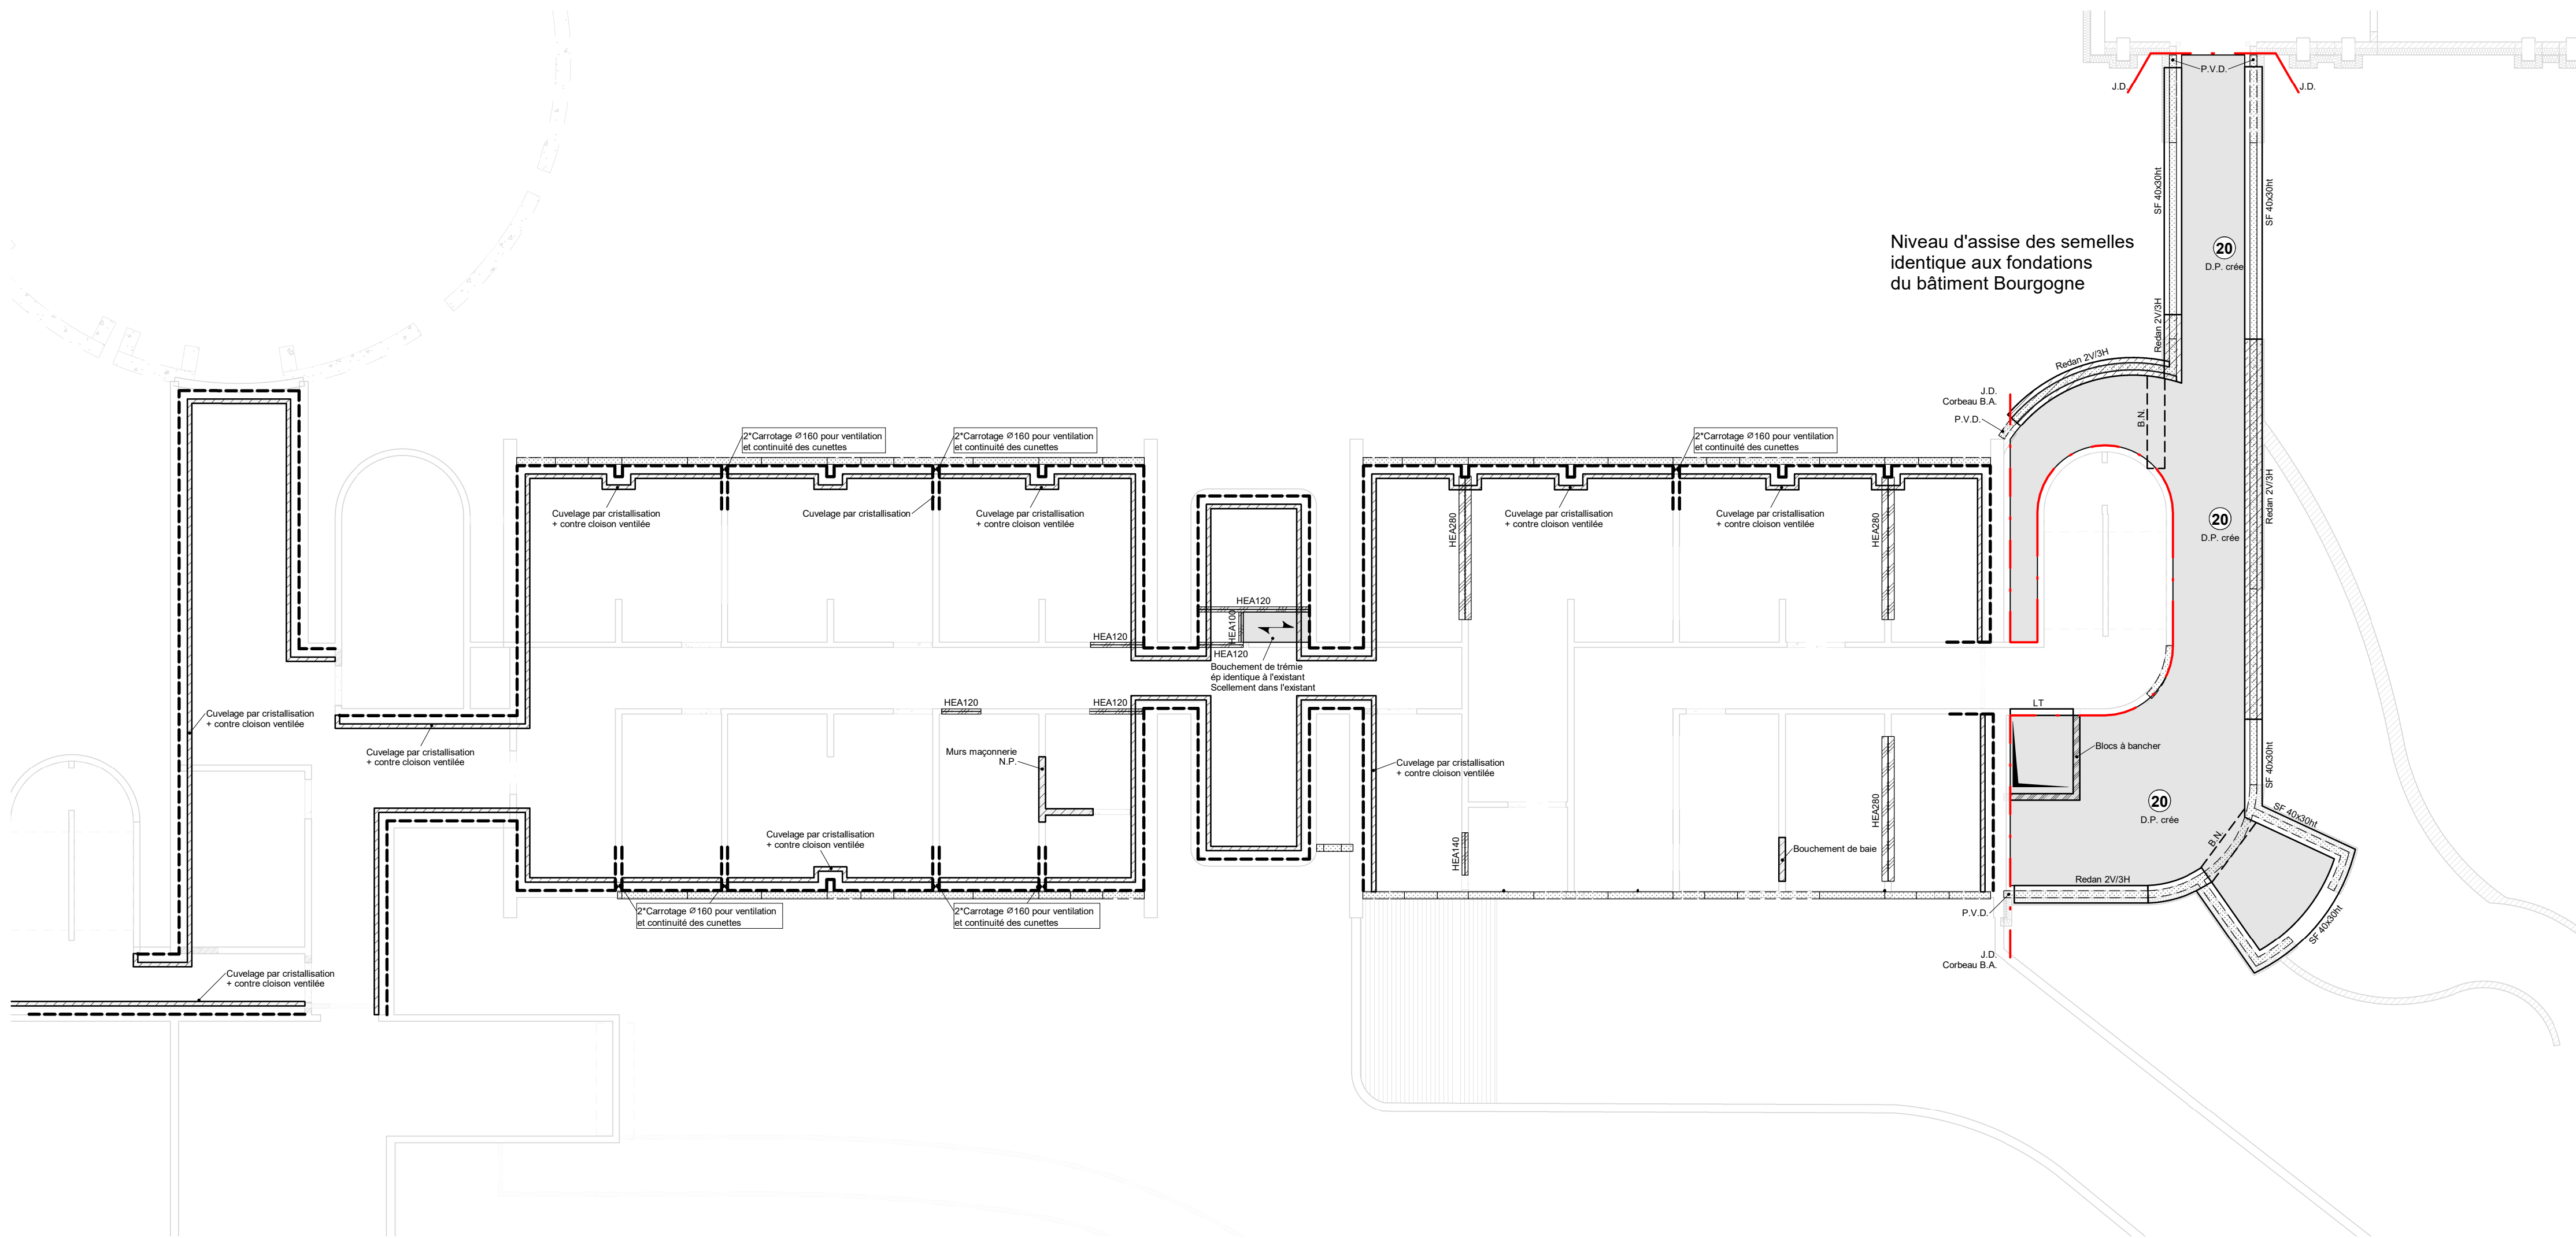 P.V.D.
J.D.
J.D.
SF 40x30ht
SF 40x30ht
Niveau d'assise des semelles
identique aux fondations
du bâtiment Bourgogne
20
D.P. crée
Redan 2V/3H
Redan 2V/3H
J.D.
Corbeau B.A.
P.V.D.
B.N.
2*Carrotage ⌀160 pour ventilation
et continuité des cunettes
2*Carrotage ⌀160 pour ventilation
et continuité des cunettes
2*Carrotage ⌀160 pour ventilation
et continuité des cunettes
Cuvelage par cristallisation
+ contre cloison ventilée
Cuvelage par cristallisation
Cuvelage par cristallisation
+ contre cloison ventilée
HEA280
Cuvelage par cristallisation
+ contre cloison ventilée
Cuvelage par cristallisation
+ contre cloison ventilée
HEA280
20
D.P. crée
Redan 2V/3H
HEA120
HEA100
HEA120
HEA120
Bouchement de trémie
ép identique à l'existant
Scellement dans l'existant
HEA120
HEA120
LT
Cuvelage par cristallisation
+ contre cloison ventilée
Cuvelage par cristallisation
+ contre cloison ventilée
Murs maçonnerie
N.P.
Cuvelage par cristallisation
+ contre cloison ventilée
Blocs à bancher
SF 40x30ht
20
D.P. crée
SF 40x30ht
B.N.
HEA280
HEA140
Cuvelage par cristallisation
+ contre cloison ventilée
Bouchement de baie
Redan 2V/3H
2*Carrotage ⌀160 pour ventilation
et continuité des cunettes
2*Carrotage ⌀160 pour ventilation
et continuité des cunettes
P.V.D.
SF 40x30ht
J.D.
Corbeau B.A.
Cuvelage par cristallisation
+ contre cloison ventilée